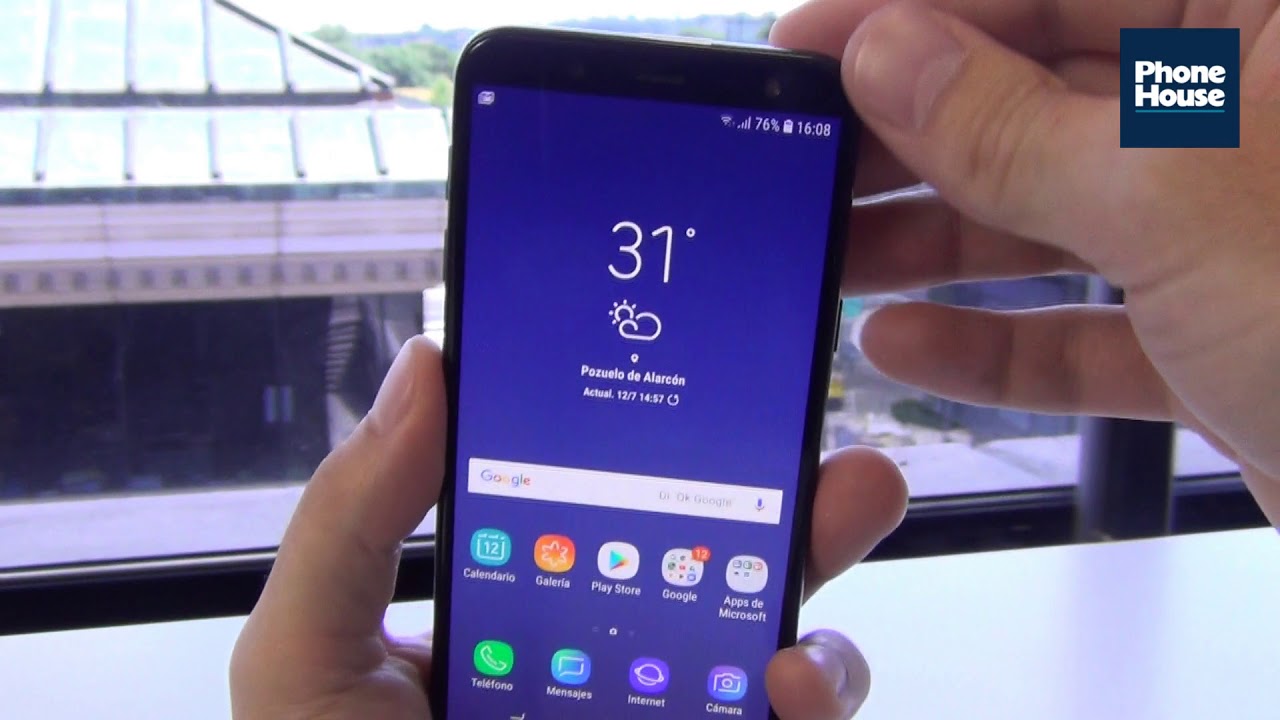 Phone
House
76% 16:08
31°
Pozuelo de Alarcón
Actual. 12/7 14:57
Google
Di "Ok Google"
12
12
Calendario
Galería
Play Store
Google
Apps de
Microsoft
Teléfono
Mensajes
Internet
Cámara